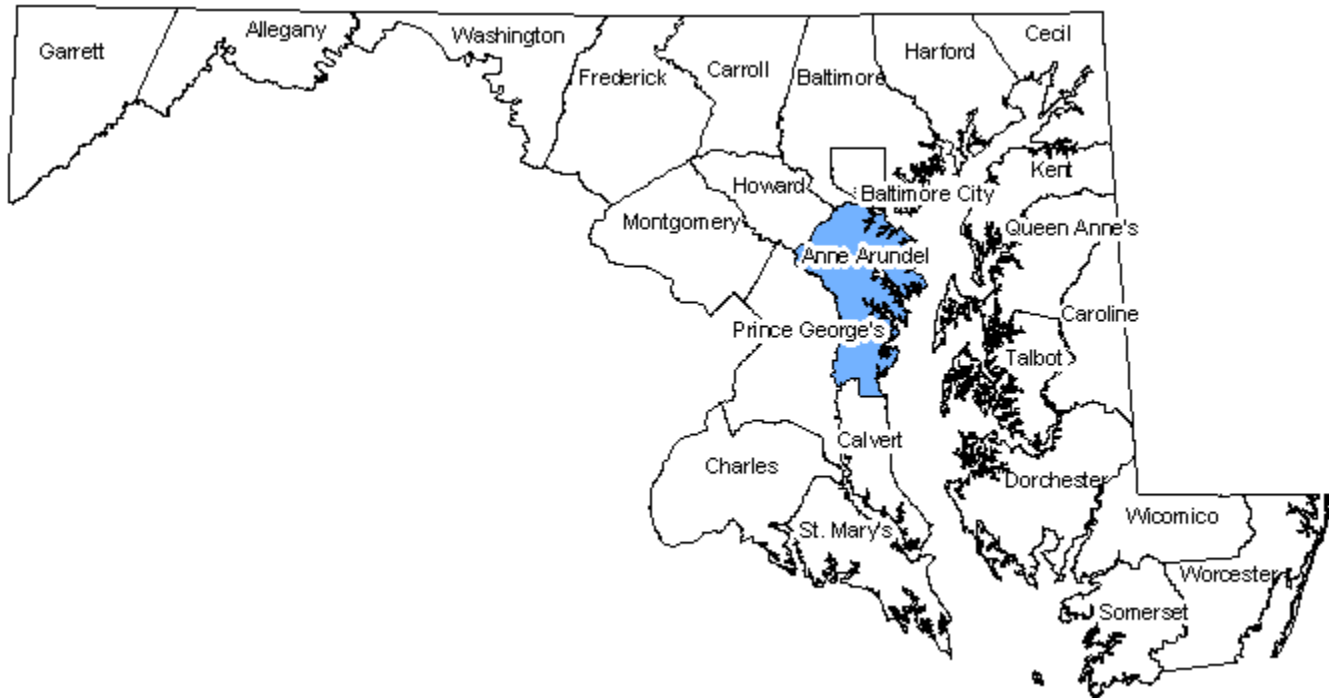 Garrett
Allegany
Washington
Frederick
Carroll
Baltimore
Harford
Cecil
Kent
Howard
Baltimore City
Montgomery
Queen Anne's
Anne Arundel
Caroline
Prince George's
Talbot
Calvert
Charles
Dorchester
St. Mary's
Wicomico
Worcester
Somerset